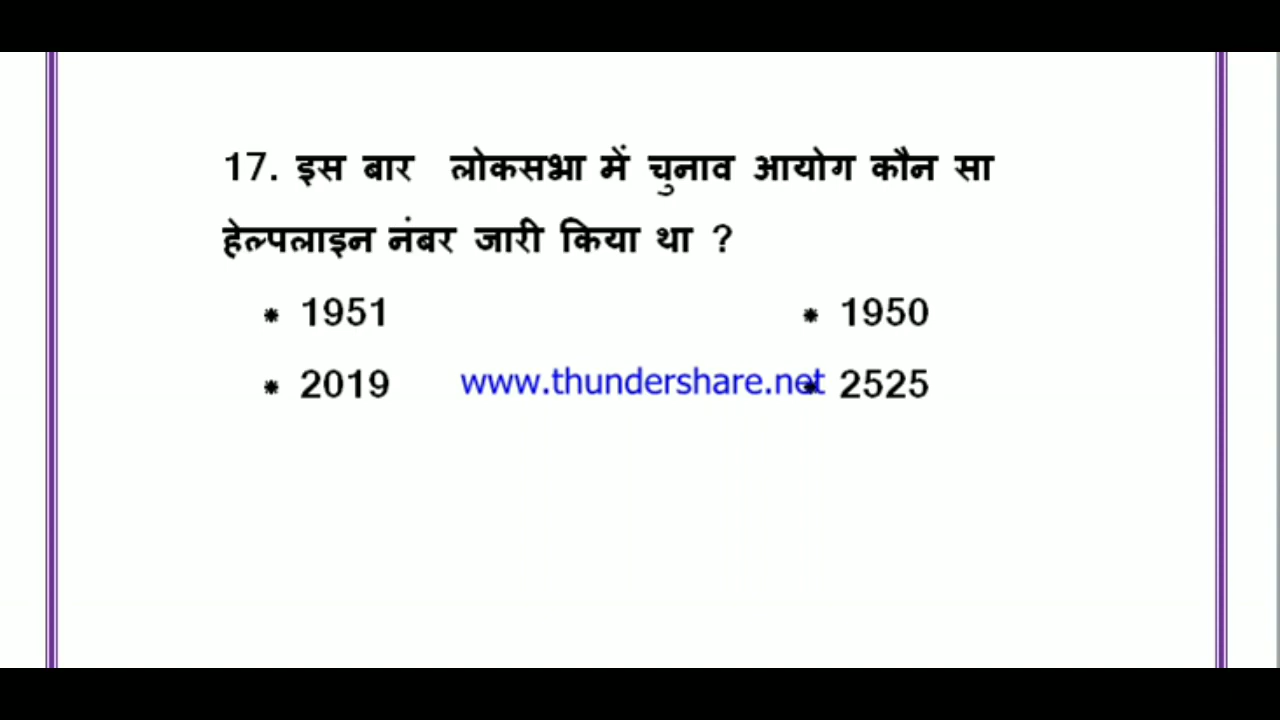 17. इस बार लोकसभा में चुनाव आयोग कौन सा
हेल्पलाइन नंबर जारी किया था ?
* 1951 * 1950
* 2019 www.thundershare.net * 2525